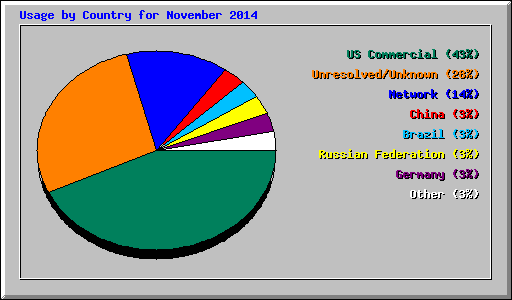 Usage by Country for November 2014
US Commercial (43%)
Unresolved/Unknown (28%)
Network (14%)
China (3%)
Brazil (3%)
Russian Federation (3%)
Germany (3%)
Other (3%)